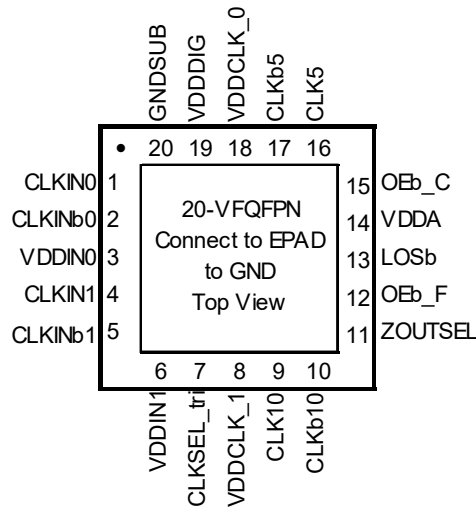 GNDSUB
VDDDIG
VDDCLK_0
CLKb5
CLK5
20 19 18 17 16
CLKIN0 1
CLKINb0 2
VDDIN0 3
CLKIN1 4
CLKINb1 5
20-VFQFPN
Connect to EPAD
to GND
Top View
15 OEb_C
14 VDDA
13 LOSb
12 OEb_F
11 ZOUTSEL
6 7 8 9 10
VDDIN1
CLKSEL_tri
VDDCLK_1
CLK10
CLKb10